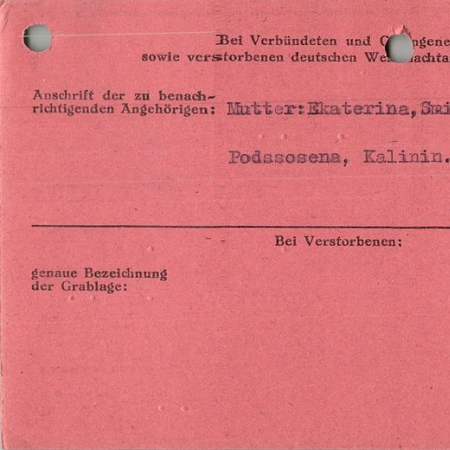 Bei Verbündeten und
sowie verstorbenen deutschen
Anschrift der zu benach-
richtigenden Angehörigen: Mutter:Ekaterina,
Podssosena, Kalinin.
Bei Verstorbenen:
genaue Bezeichnung
der Grablage: